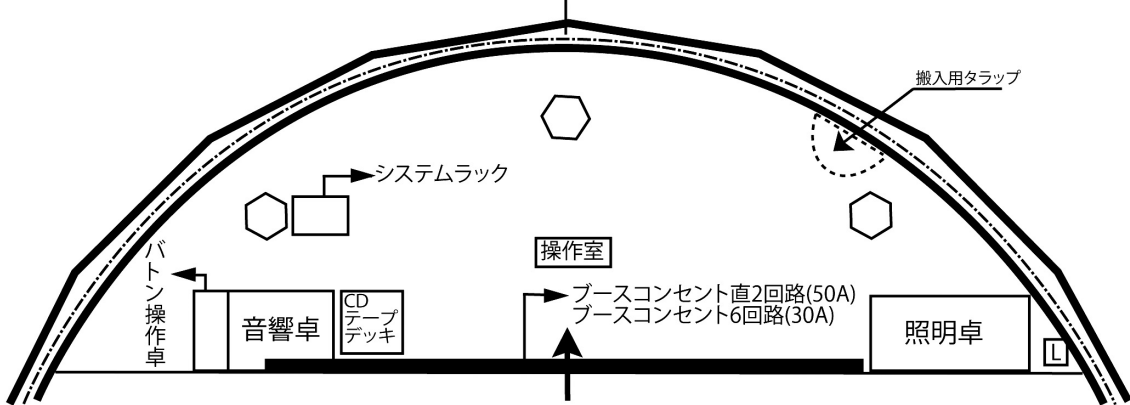 搬入用タラップ
システムラック
操作室
バトン操作卓
ブースコンセント直2回路(50A)
ブースコンセント6回路(30A)
音響卓
CD
テープ
デッキ
照明卓
L